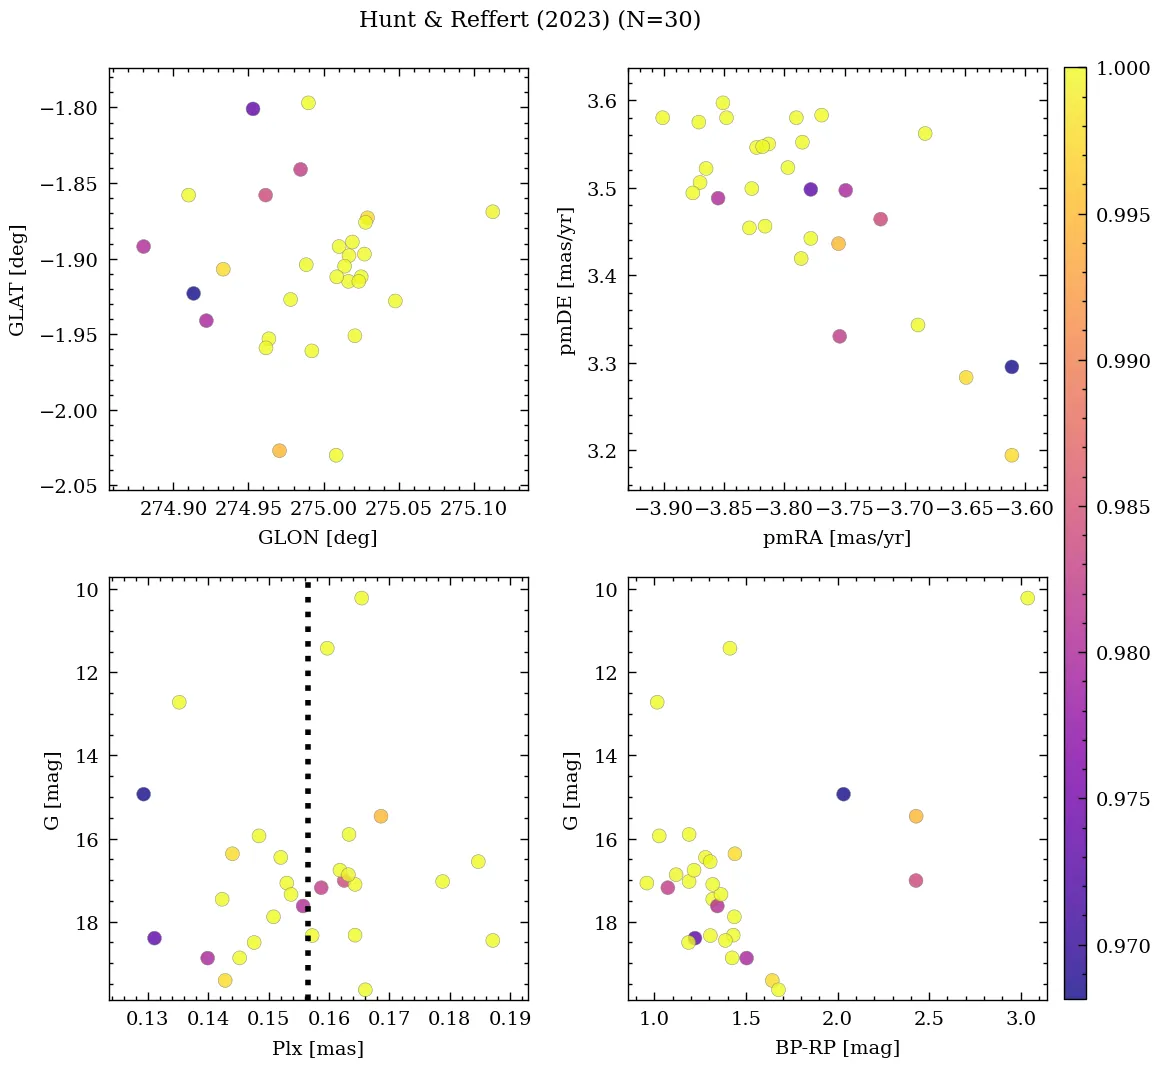 Hunt & Reffert (2023) (N=30)
−1.80
−1.85
−1.90
−1.95
−2.00
−2.05
GLAT [deg]
274.90 274.95 275.00 275.05 275.10
GLON [deg]
3.6
3.5
3.4
3.3
3.2
pmDE [mas/yr]
−3.90 −3.85 −3.80 −3.75 −3.70 −3.65 −3.60
pmRA [mas/yr]
10
12
14
16
18
G [mag]
0.13 0.14 0.15 0.16 0.17 0.18 0.19
Plx [mas]
10
12
14
16
18
G [mag]
1.0 1.5 2.0 2.5 3.0
BP-RP [mag]
1.000
0.995
0.990
0.985
0.980
0.975
0.970